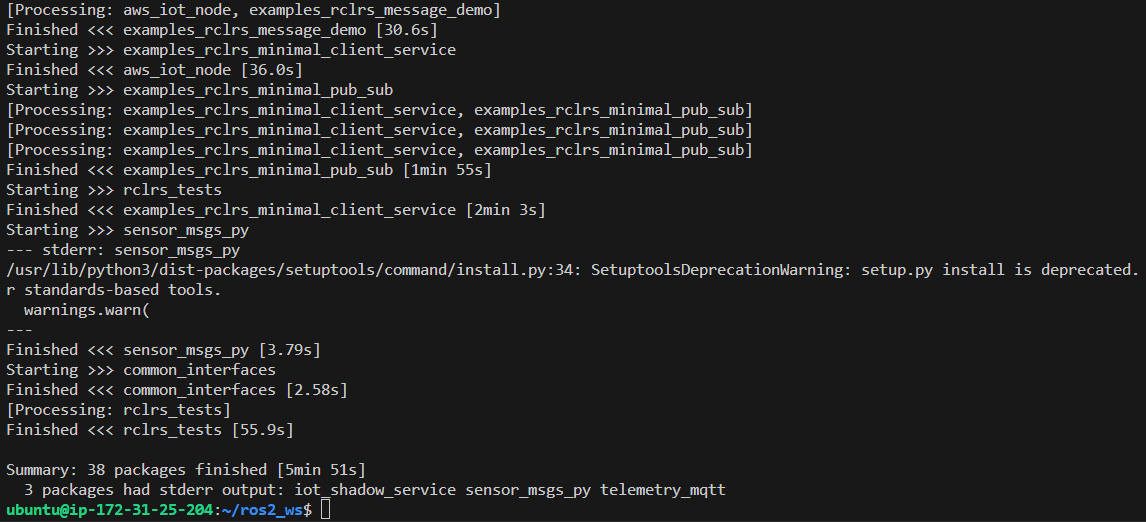 [Processing: aws_iot_node, examples_rclrs_message_demo]
Finished <<< examples_rclrs_message_demo [30.6s]
Starting >>> examples_rclrs_minimal_client_service
Finished <<< aws_iot_node [36.0s]
Starting >>> examples_rclrs_minimal_pub_sub
[Processing: examples_rclrs_minimal_client_service, examples_rclrs_minimal_pub_sub]
[Processing: examples_rclrs_minimal_client_service, examples_rclrs_minimal_pub_sub]
[Processing: examples_rclrs_minimal_client_service, examples_rclrs_minimal_pub_sub]
Finished <<< examples_rclrs_minimal_pub_sub [1min 55s]
Starting >>> rclrs_tests
Finished <<< examples_rclrs_minimal_client_service [2min 3s]
Starting >>> sensor_msgs_py
--- stderr: sensor_msgs_py
/usr/lib/python3/dist-packages/setuptools/command/install.py:34: SetuptoolsDeprecationWarning: setup.py install is deprecated.
r standards-based tools.
  warnings.warn(
---
Finished <<< sensor_msgs_py [3.79s]
Starting >>> common_interfaces
Finished <<< common_interfaces [2.58s]
[Processing: rclrs_tests]
Finished <<< rclrs_tests [55.9s]

Summary: 38 packages finished [5min 51s]
  3 packages had stderr output: iot_shadow_service sensor_msgs_py telemetry_mqtt
ubuntu@ip-172-31-25-204:~/ros2_ws$